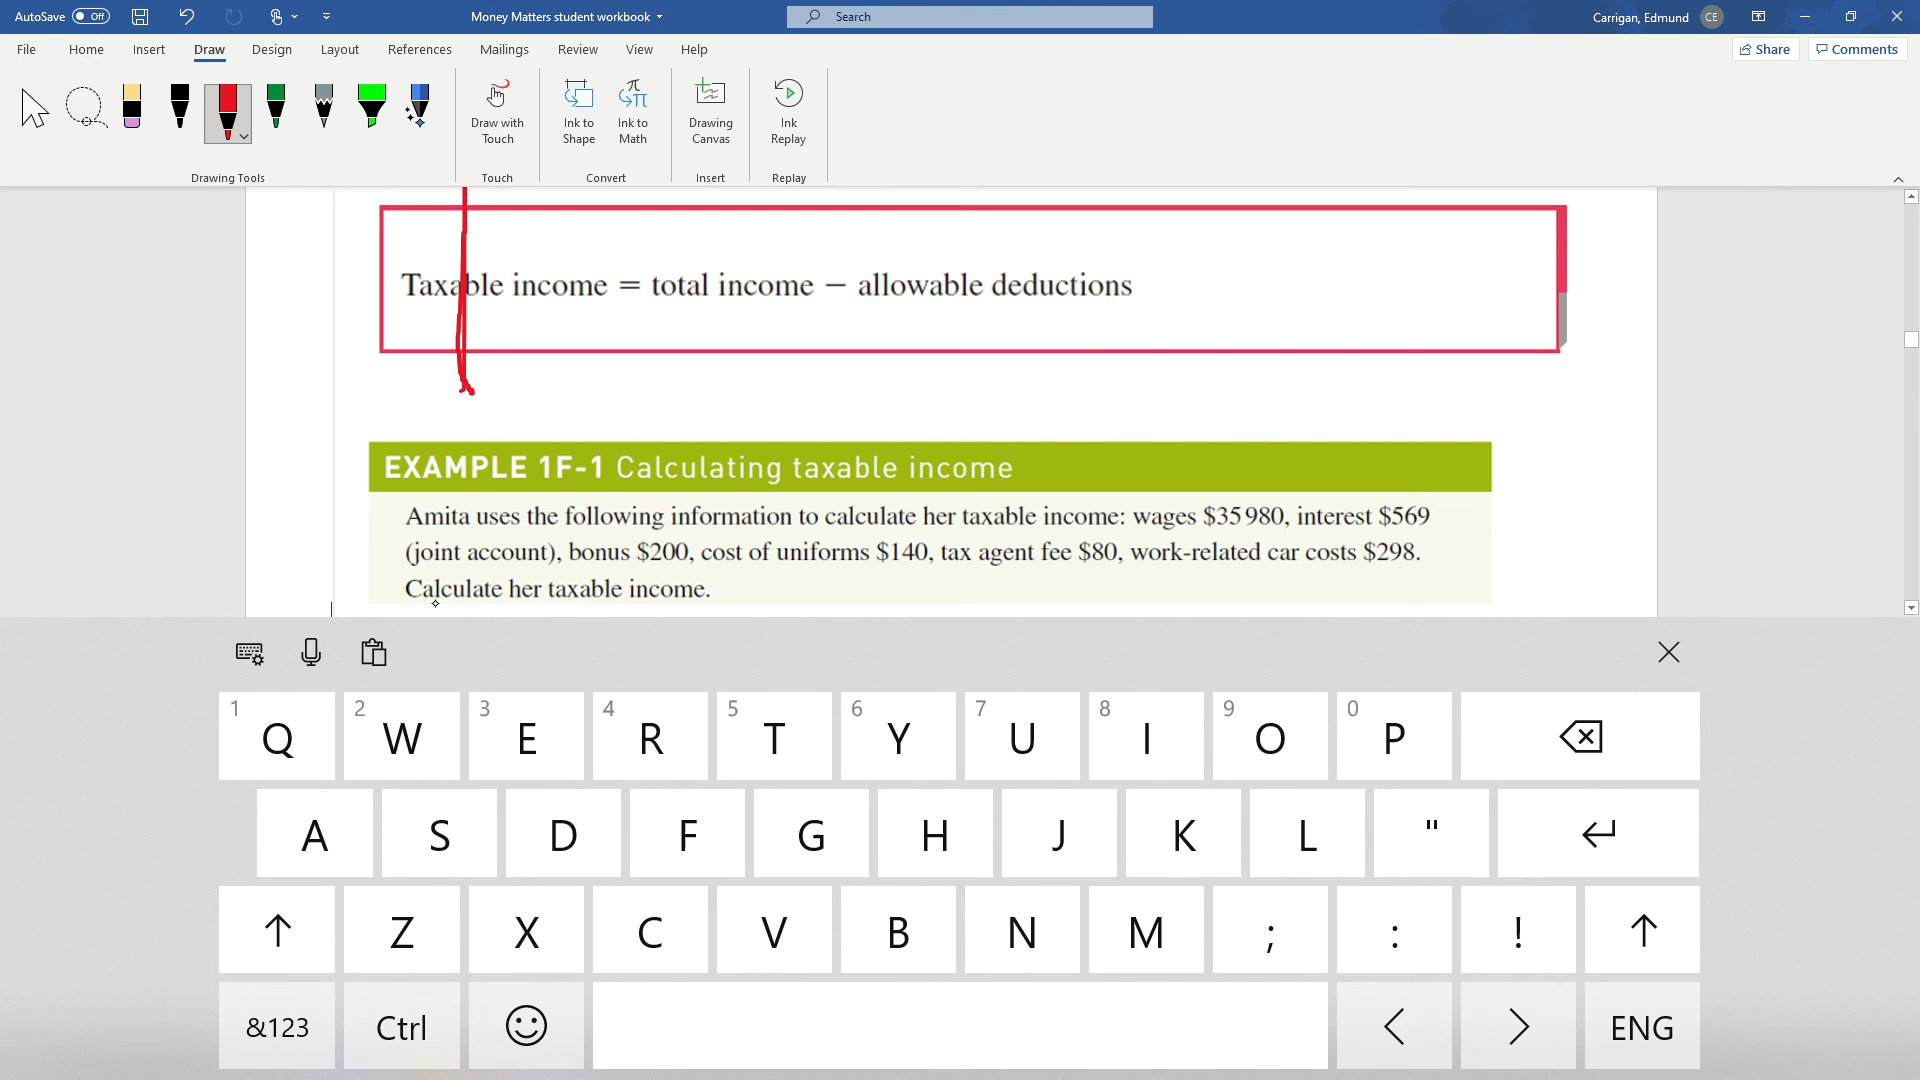 AutoSave Off Money Matters student workbook Search Carrigan, Edmund CE
File Home Insert Draw Design Layout References Mailings Review View Help Share Comments
Draw with Touch
Ink to Shape
Ink to Math
Drawing Canvas
Ink Replay
Drawing Tools Touch Convert Insert Replay
Taxable income = total income − allowable deductions
EXAMPLE 1F-1 Calculating taxable income
Amita uses the following information to calculate her taxable income: wages $35 980, interest $569
(joint account), bonus $200, cost of uniforms $140, tax agent fee $80, work-related car costs $298.
Calculate her taxable income.
1 Q 2 W 3 E 4 R 5 T 6 Y 7 U 8 I 9 O 0 P
A S D F G H J K L "
Z X C V B N M ; : !
&123 Ctrl ENG